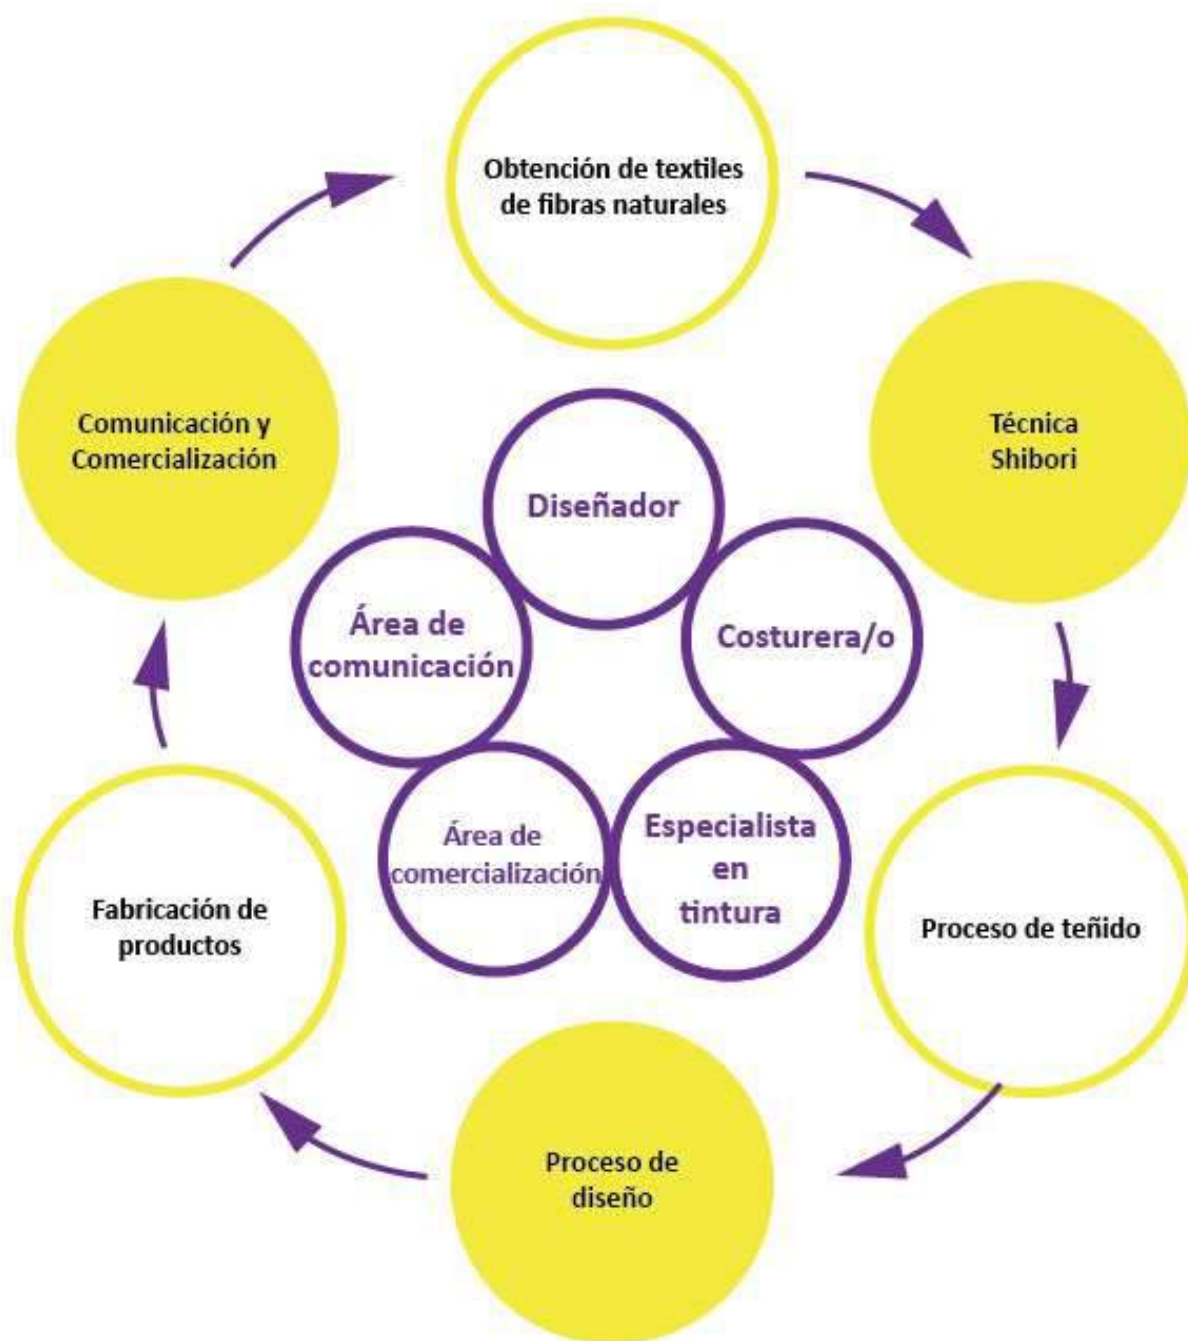 Obtención de textiles
de fibras naturales
Técnica
Shibori
Proceso de teñido
Proceso de
diseño
Fabricación de
productos
Comunicación y
Comercialización
Diseñador
Costurera/o
Especialista
en
tintura
Área de
comercialización
Área de
comunicación